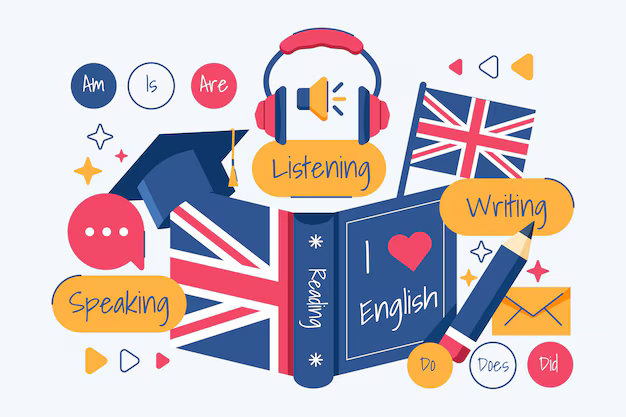 Am Is Are
Listening
Writing
Speaking
Reading
I
English
Do Does Did